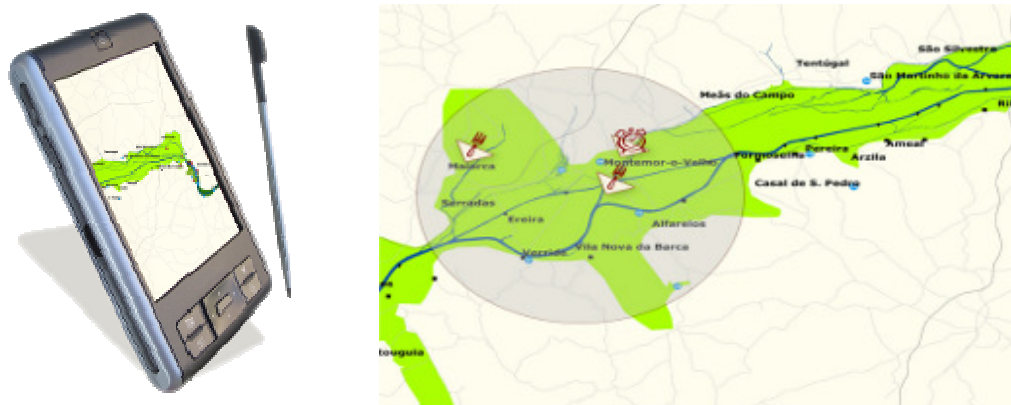 São Silvestre
Tentúgal
São Martinho da Arvore
Meãs do Campo
Montemor-o-Velho
Maiorca
Pereira
Ameal
Arzila
Casal de S. Pedro
Serradas
Ereira
Alfarelos
Vila Nova da Barca
Verride